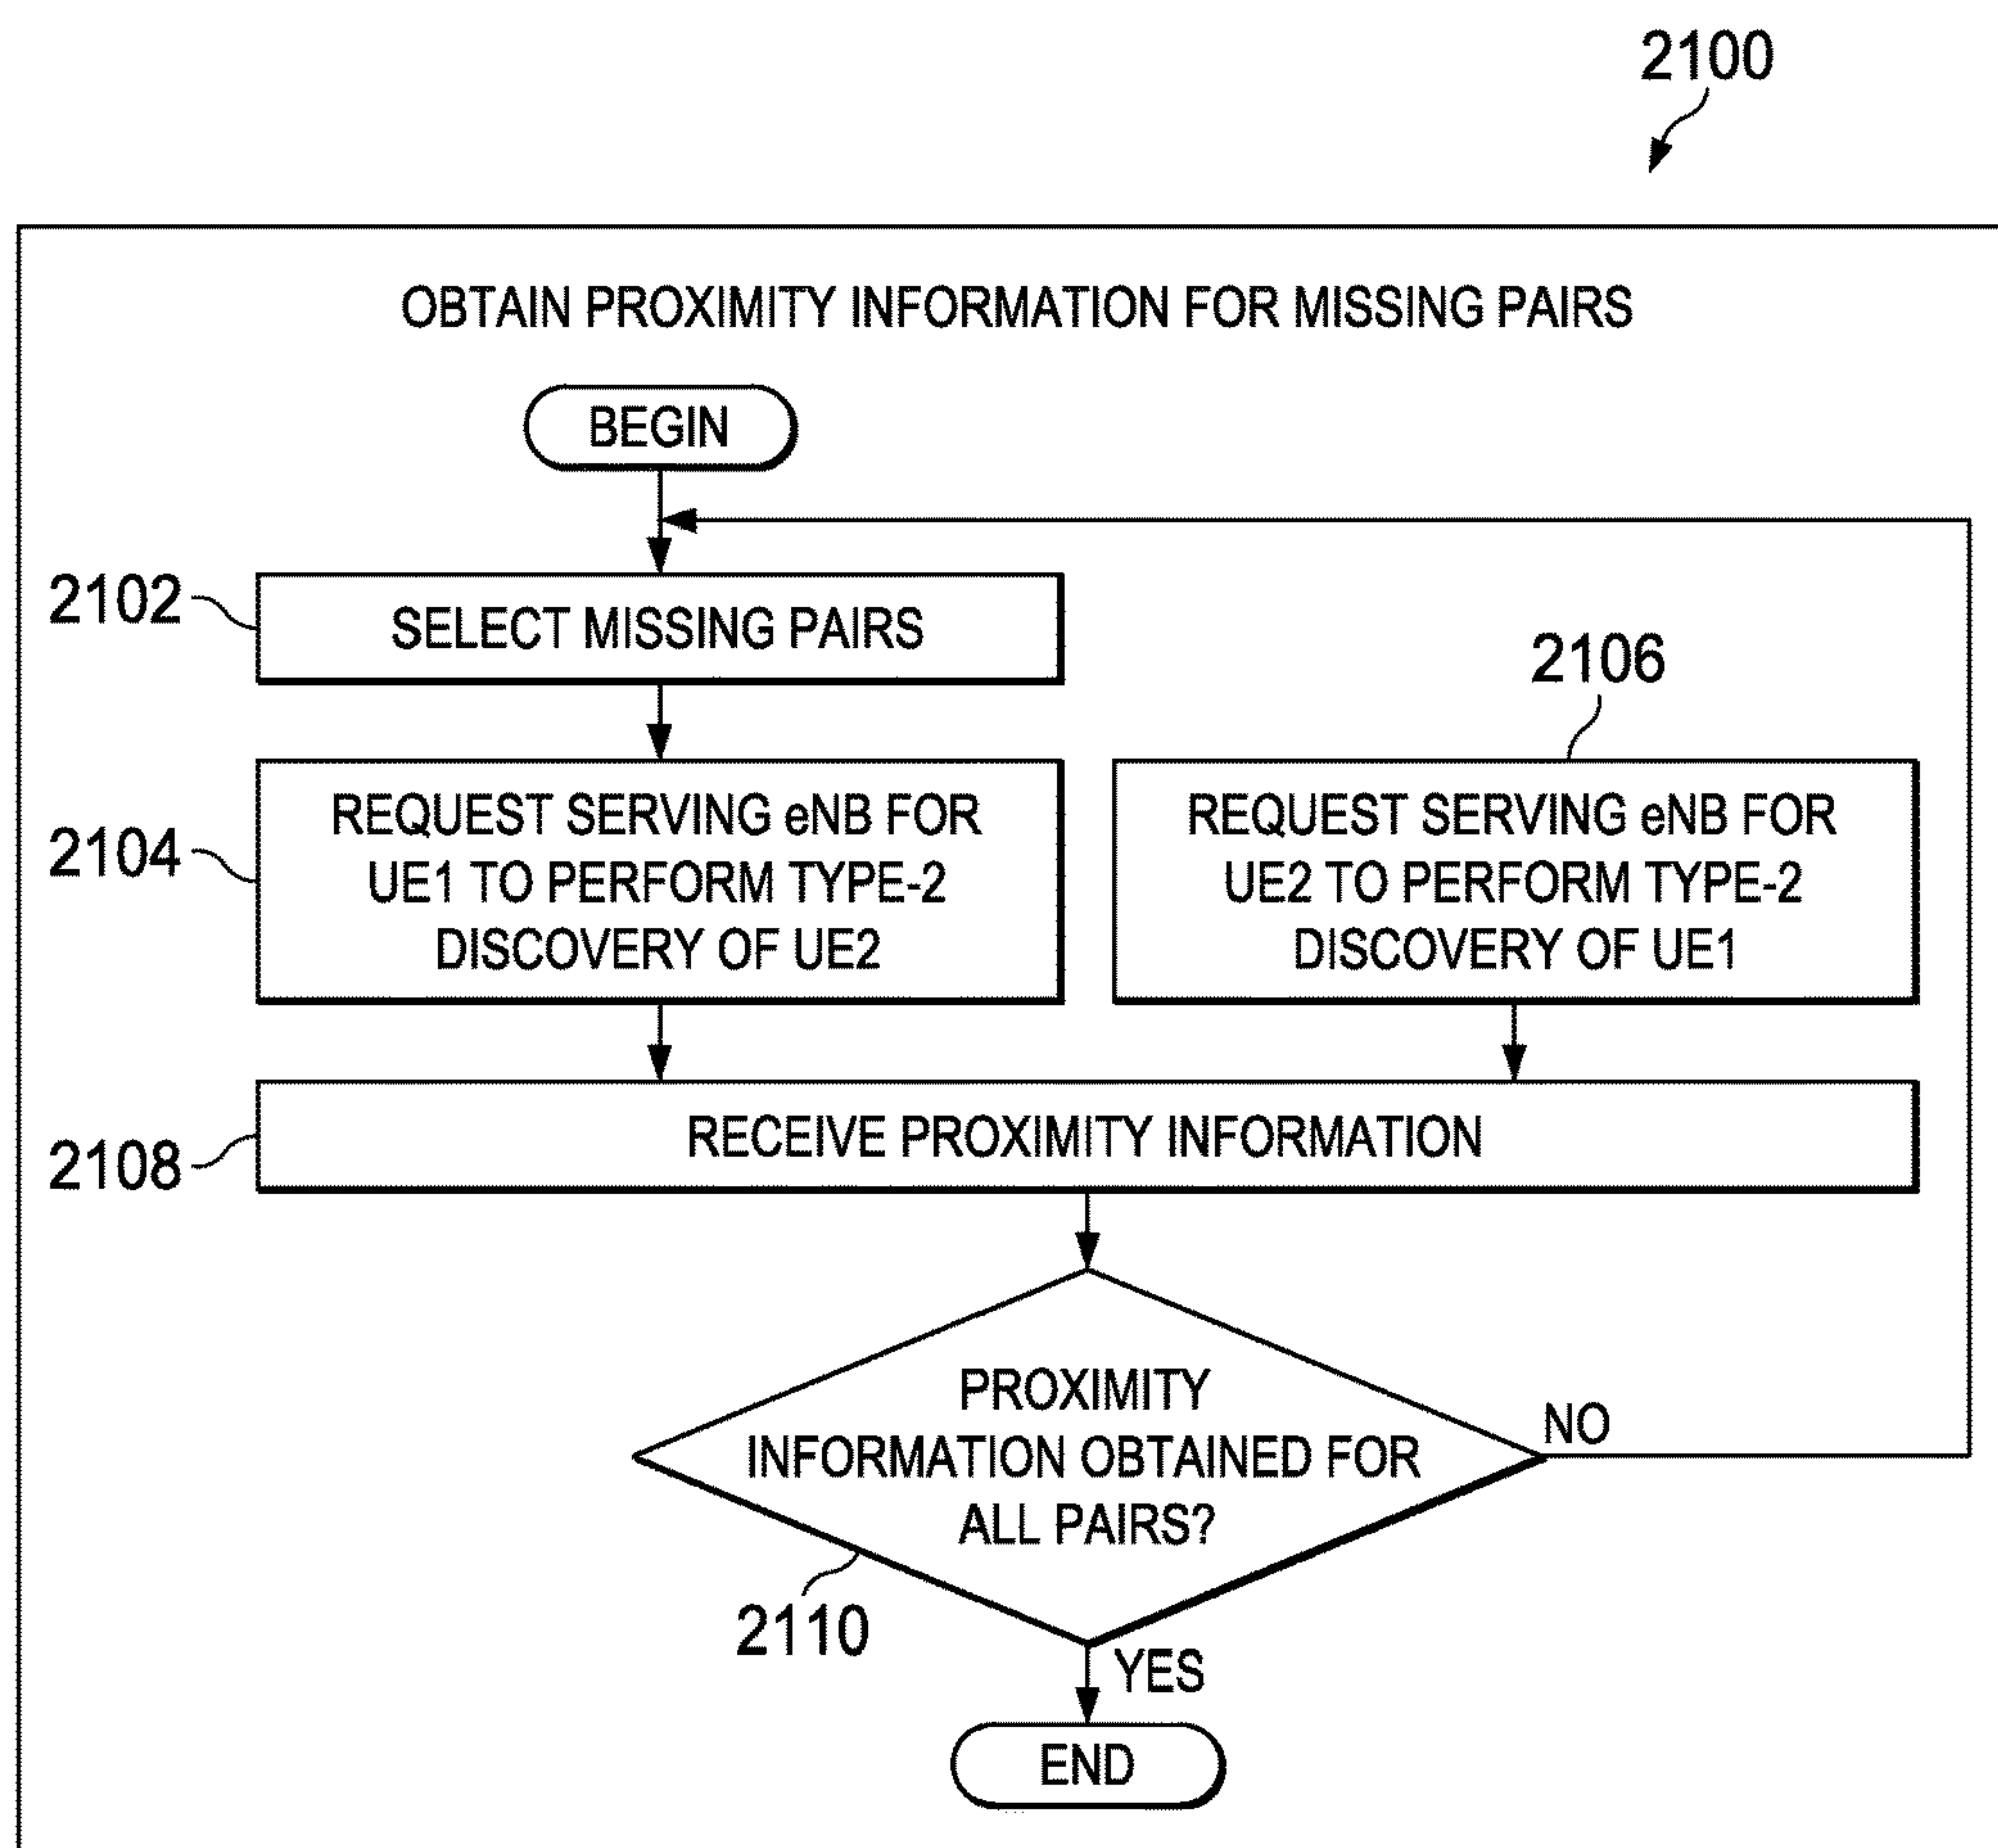 2100
OBTAIN PROXIMITY INFORMATION FOR MISSING PAIRS
BEGIN
2102
SELECT MISSING PAIRS
2106
2104
REQUEST SERVING eNB FOR
UE1 TO PERFORM TYPE-2
DISCOVERY OF UE2
REQUEST SERVING eNB FOR
UE2 TO PERFORM TYPE-2
DISCOVERY OF UE1
2108
RECEIVE PROXIMITY INFORMATION
PROXIMITY
INFORMATION OBTAINED FOR
ALL PAIRS?
NO
2110
YES
END